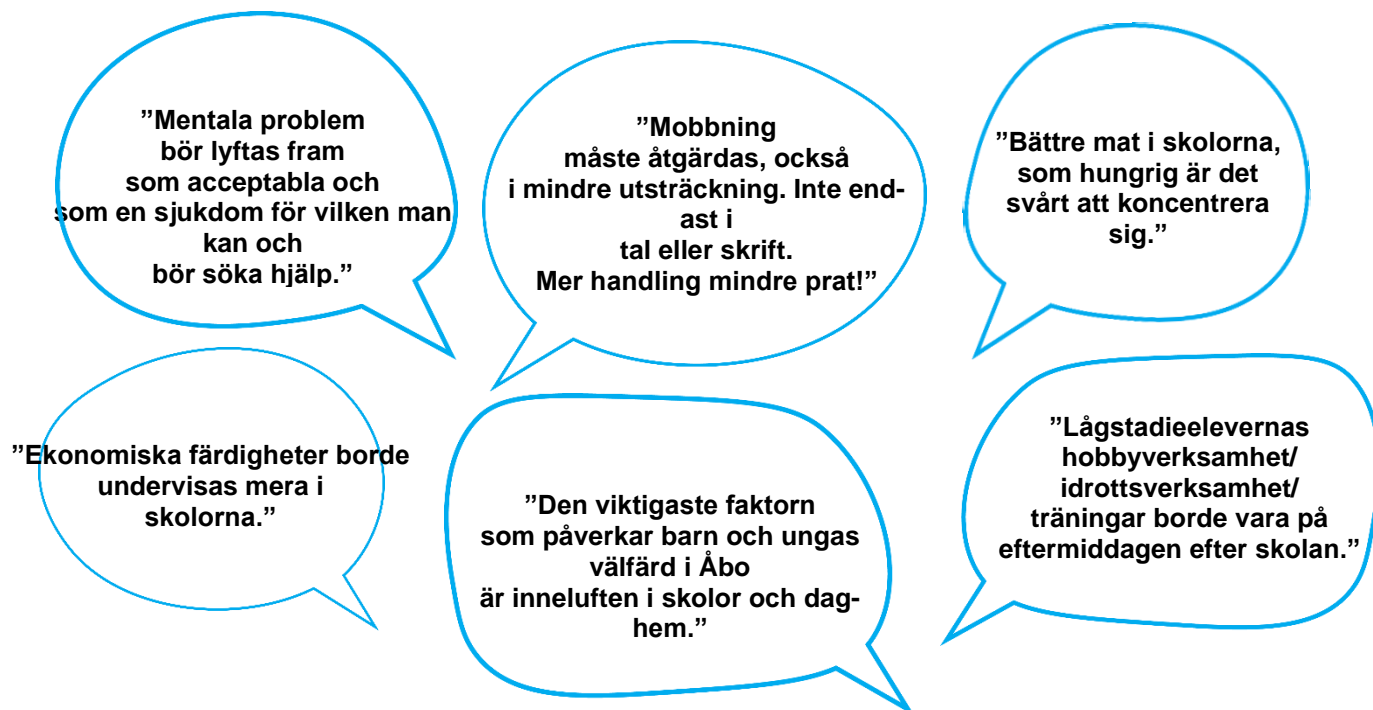 ”Mentala problem
bör lyftas fram
som acceptabla och
som en sjukdom för vilken man
kan och
bör söka hjälp.”
”Mobbning
måste åtgärdas, också
i mindre utsträckning. Inte end-
ast i
tal eller skrift.
Mer handling mindre prat!”
”Bättre mat i skolorna,
som hungrig är det
svårt att koncentrera
sig.”
”Ekonomiska färdigheter borde
undervisas mera i
skolorna.”
”Den viktigaste faktorn
som påverkar barn och ungas
välfärd i Åbo
är inneluften i skolor och dag-
hem.”
”Lågstadieelevernas
hobbyverksamhet/
idrottsverksamhet/
träningar borde vara på
eftermiddagen efter skolan.”